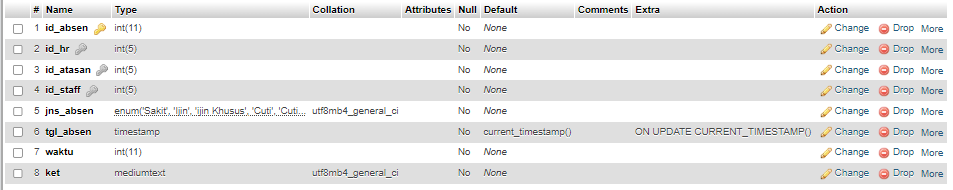 # Name Type Collation Attributes Null Default Comments Extra Action
1 id_absen int(11) No None Change Drop More
2 id_hr int(5) No None Change Drop More
3 id_atasan int(5) No None Change Drop More
4 id_staff int(5) No None Change Drop More
5 jns_absen enum('Sakit', 'Ijin', 'ijin Khusus', 'Cuti', 'Cuti... utf8mb4_general_ci No None Change Drop More
6 tgl_absen timestamp No current_timestamp() ON UPDATE CURRENT_TIMESTAMP() Change Drop More
7 waktu int(11) No None Change Drop More
8 ket mediumtext utf8mb4_general_ci No None Change Drop More